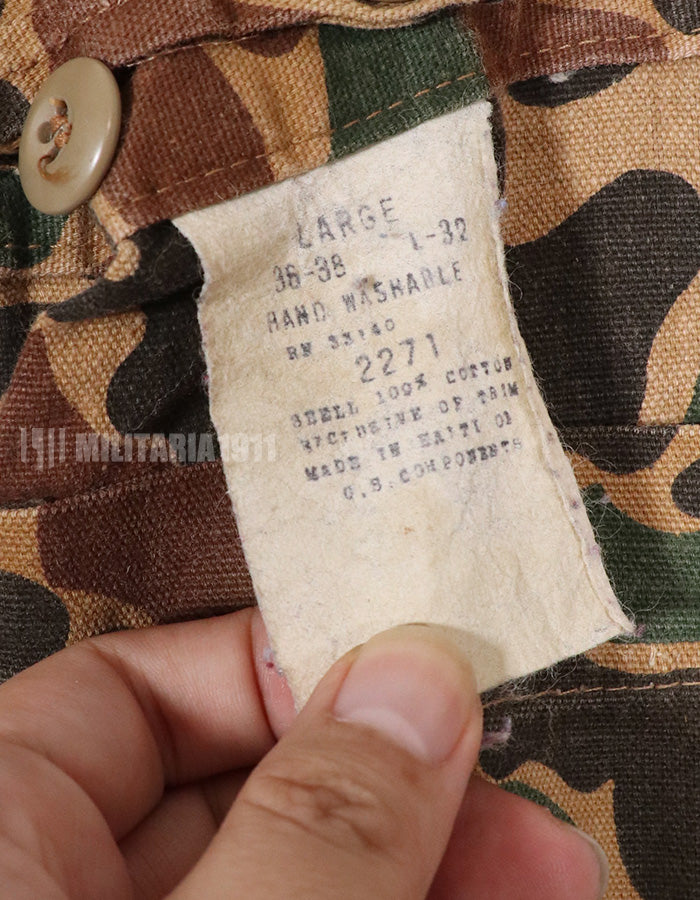 LARGE
36-38 L-32
HAND WASHABLE
RN 33140
2271
SHELL 100% COTTON
EXCLUSIVE OF TRIM
MADE IN HAITI OF
U.S. COMPONENTS
MILITARIA1911